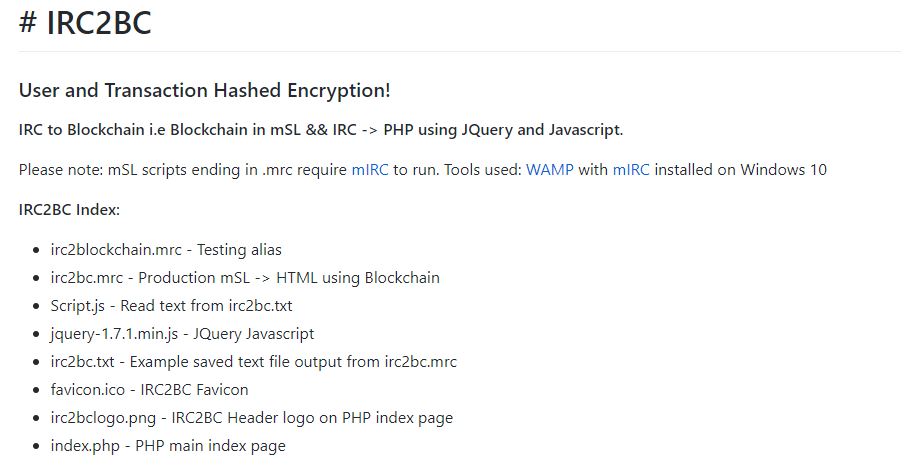 # IRC2BC
User and Transaction Hashed Encryption!
IRC to Blockchain i.e Blockchain in mSL && IRC -> PHP using JQuery and Javascript.
Please note: mSL scripts ending in .mrc require mIRC to run. Tools used: WAMP with mIRC installed on Windows 10
IRC2BC Index:
• irc2blockchain.mrc - Testing alias
• irc2bc.mrc - Production mSL -> HTML using Blockchain
• Script.js - Read text from irc2bc.txt
• jquery-1.7.1.min.js - JQuery Javascript
• irc2bc.txt - Example saved text file output from irc2bc.mrc
• favicon.ico - IRC2BC Favicon
• irc2bclogo.png - IRC2BC Header logo on PHP index page
• index.php - PHP main index page